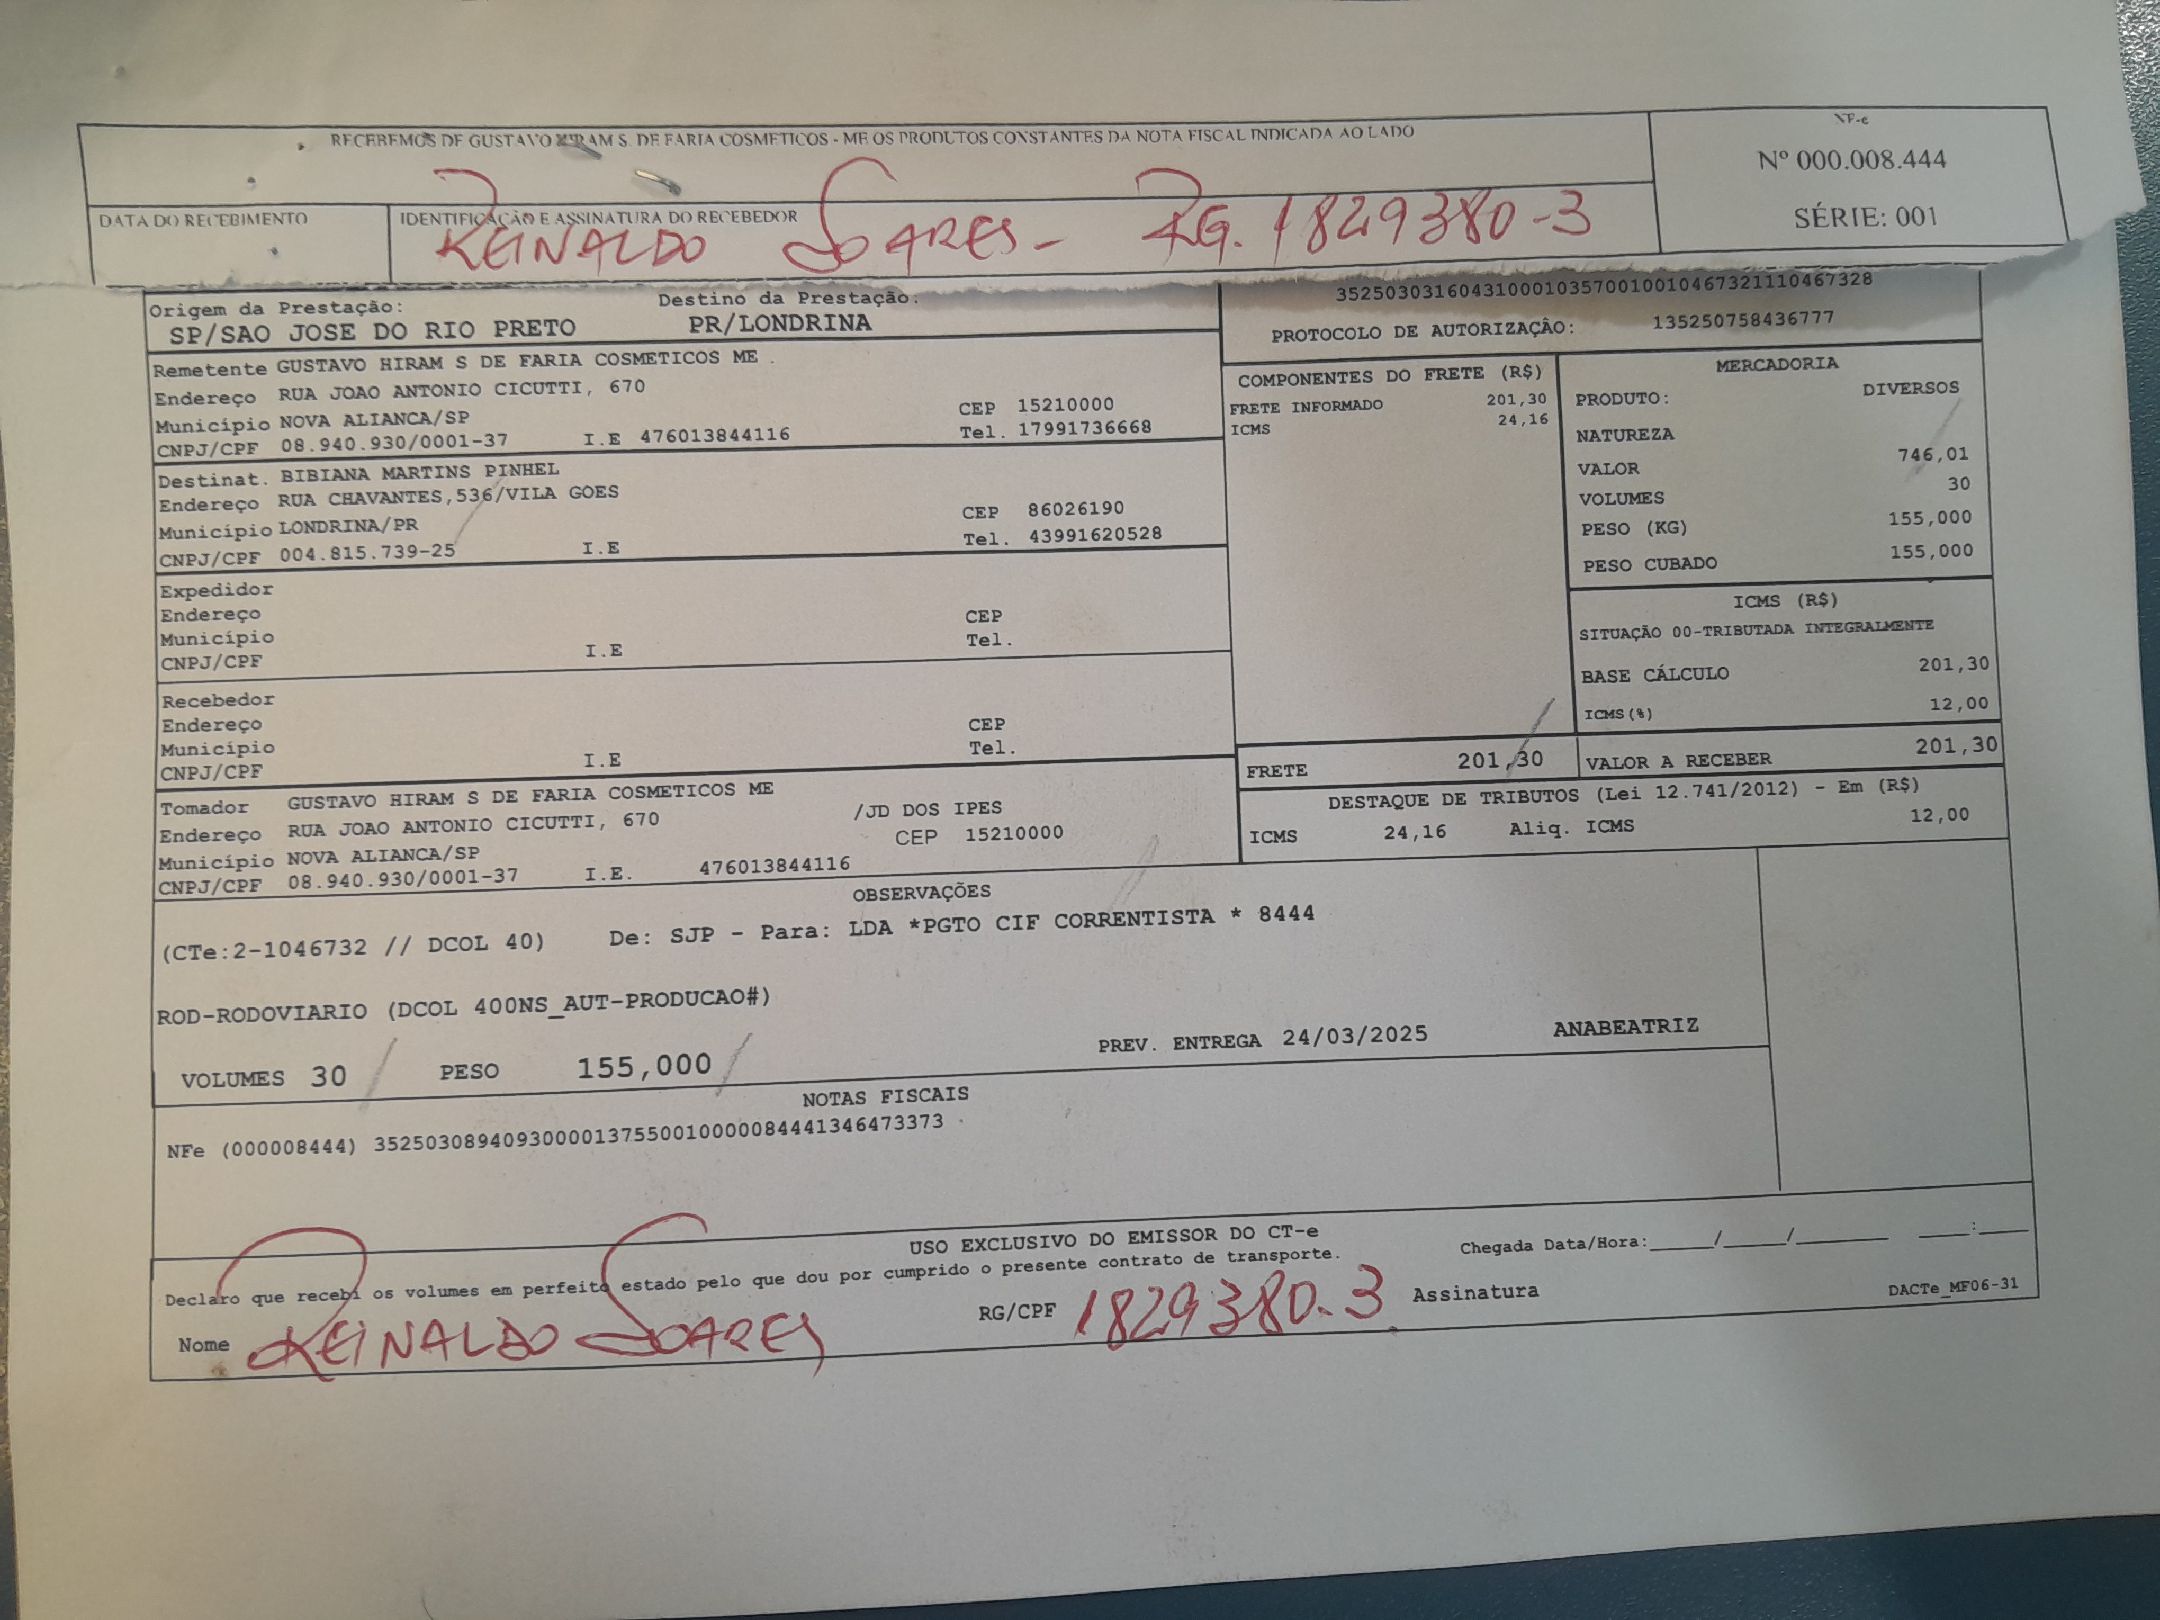 RECEBEMOS DE GUSTAVO HIRAM S. DE FARIA COSMETICOS - ME OS PRODUTOS CONSTANTES DA NOTA FISCAL INDICADA AO LADO
NF-e
Nº 000.008.444
SÉRIE: 001
DATA DO RECEBIMENTO
IDENTIFICAÇÃO E ASSINATURA DO RECEBEDOR
REINALDO SOARES - RG. 1829380-3
Origem da Prestação: Destino da Prestação:
SP/SAO JOSE DO RIO PRETO PR/LONDRINA
35250303160431000103570010010467321110467328
PROTOCOLO DE AUTORIZAÇÃO: 135250758436777
Remetente GUSTAVO HIRAM S DE FARIA COSMETICOS ME .
Endereço RUA JOAO ANTONIO CICUTTI, 670
Município NOVA ALIANCA/SP CEP 15210000
CNPJ/CPF 08.940.930/0001-37 I.E 476013844116 Tel. 17991736668
Destinat. BIBIANA MARTINS PINHEL
Endereço RUA CHAVANTES,536/VILA GOES
Município LONDRINA/PR CEP 86026190
CNPJ/CPF 004.815.739-25 I.E Tel. 43991620528
Expedidor
Endereço CEP
Município Tel.
CNPJ/CPF I.E
Recebedor
Endereço CEP
Município Tel.
CNPJ/CPF I.E
Tomador GUSTAVO HIRAM S DE FARIA COSMETICOS ME
Endereço RUA JOAO ANTONIO CICUTTI, 670 /JD DOS IPES
Município NOVA ALIANCA/SP CEP 15210000
CNPJ/CPF 08.940.930/0001-37 I.E. 476013844116
COMPONENTES DO FRETE (R$)
FRETE INFORMADO 201,30
ICMS 24,16
MERCADORIA
PRODUTO: DIVERSOS
NATUREZA
VALOR 746,01
VOLUMES 30
PESO (KG) 155,000
PESO CUBADO 155,000
ICMS (R$)
SITUAÇÃO 00-TRIBUTADA INTEGRALMENTE
BASE CÁLCULO 201,30
ICMS(%) 12,00
FRETE 201,30 VALOR A RECEBER 201,30
DESTAQUE DE TRIBUTOS (Lei 12.741/2012) - Em (R$)
ICMS 24,16 Aliq. ICMS 12,00
OBSERVAÇÕES
(CTe:2-1046732 // DCOL 40) De: SJP - Para: LDA *PGTO CIF CORRENTISTA * 8444
ROD-RODOVIARIO (DCOL 400NS_AUT-PRODUCAO#)
VOLUMES 30 PESO 155,000 PREV. ENTREGA 24/03/2025 ANABEATRIZ
NOTAS FISCAIS
NFe (000008444) 35250308940930000137550010000084441346473373
USO EXCLUSIVO DO EMISSOR DO CT-e
Declaro que recebi os volumes em perfeito estado pelo que dou por cumprido o presente contrato de transporte.
Chegada Data/Hora:_____/_____/_______ ____:____
Nome REINALDO SOARES RG/CPF 1829380-3 Assinatura
DACTe_MF06-31